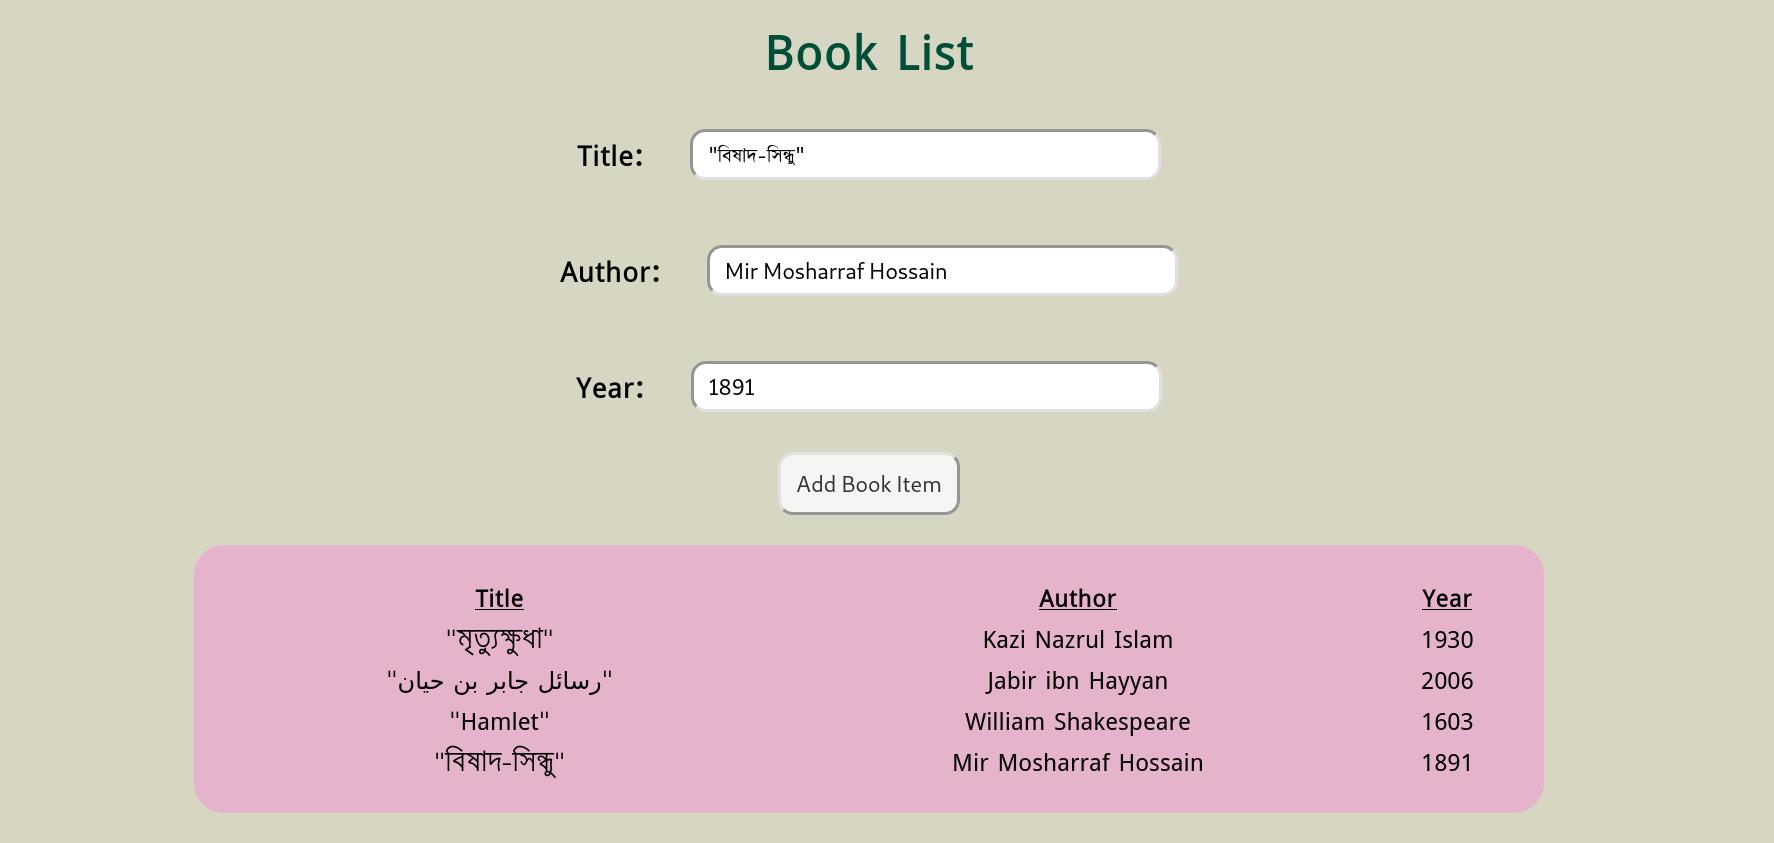 Book List
Title: "বিষাদ-সিন্ধু"
Author: Mir Mosharraf Hossain
Year: 1891
Add Book Item
Title Author Year
"মৃত্যুক্ষুধা" Kazi Nazrul Islam 1930
"رسائل جابر بن حيان" Jabir ibn Hayyan 2006
"Hamlet" William Shakespeare 1603
"বিষাদ-সিন্ধু" Mir Mosharraf Hossain 1891